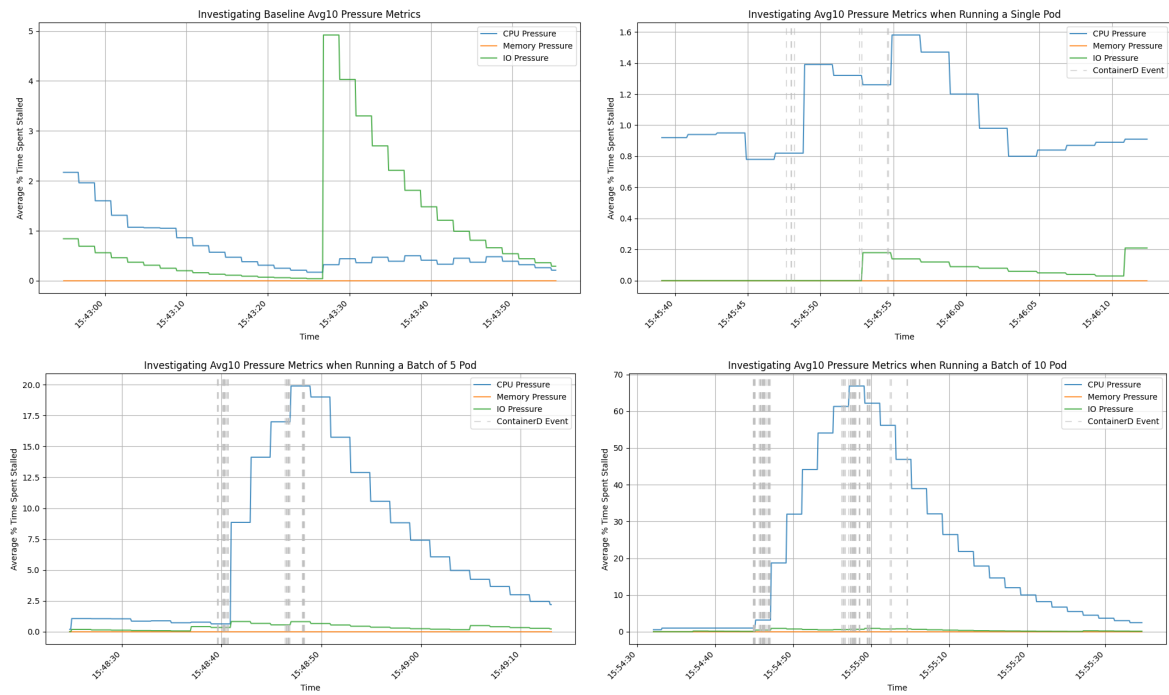 Investigating Baseline Avg10 Pressure Metrics
CPU Pressure
Memory Pressure
IO Pressure
Average % Time Spent Stalled
5
4
3
2
1
0
15:43:00
15:43:10
15:43:20
15:43:30
15:43:40
15:43:50
Time
Investigating Avg10 Pressure Metrics when Running a Single Pod
CPU Pressure
Memory Pressure
IO Pressure
ContainerD Event
Average % Time Spent Stalled
1.6
1.4
1.2
1.0
0.8
0.6
0.4
0.2
0.0
15:45:40
15:45:45
15:45:50
15:45:55
15:46:00
15:46:05
15:46:10
Time
Investigating Avg10 Pressure Metrics when Running a Batch of 5 Pod
CPU Pressure
Memory Pressure
IO Pressure
ContainerD Event
Average % Time Spent Stalled
20.0
17.5
15.0
12.5
10.0
7.5
5.0
2.5
0.0
15:48:30
15:48:40
15:48:50
15:49:00
15:49:10
Time
Investigating Avg10 Pressure Metrics when Running a Batch of 10 Pod
CPU Pressure
Memory Pressure
IO Pressure
ContainerD Event
Average % Time Spent Stalled
70
60
50
40
30
20
10
0
15:54:30
15:54:40
15:54:50
15:55:00
15:55:10
15:55:20
15:55:30
Time